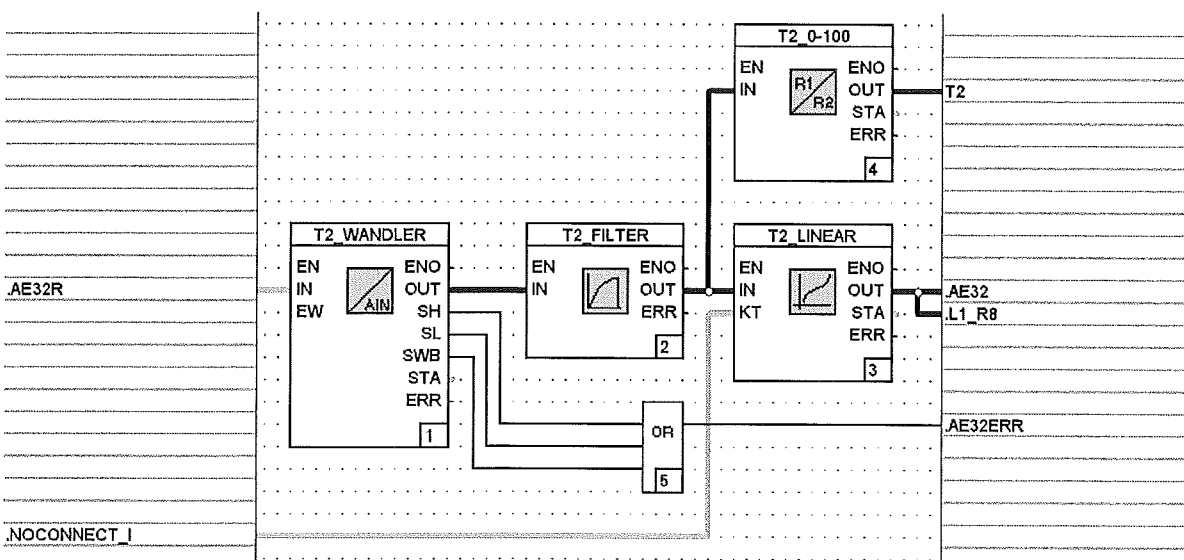 T2_0-100
EN ENO
IN R1 R2 OUT T2
STA
ERR
4
T2_WANDLER T2_FILTER T2_LINEAR
EN ENO EN ENO EN ENO
.AE32R IN AIN OUT IN OUT IN OUT .AE32
EW SH ERR KT STA .L1_R8
SL 2 ERR
SWB 3
STA
ERR
1 OR .AE32ERR
5
.NOCONNECT_I